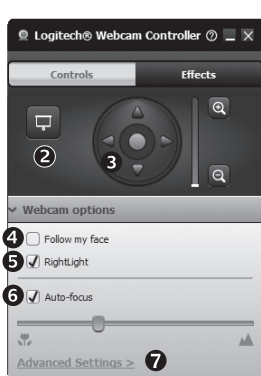 Logitech® Webcam Controller
Controls Effects
2
3
Webcam options
4 Follow my face
5 RightLight
6 Auto-focus
Advanced Settings > 7